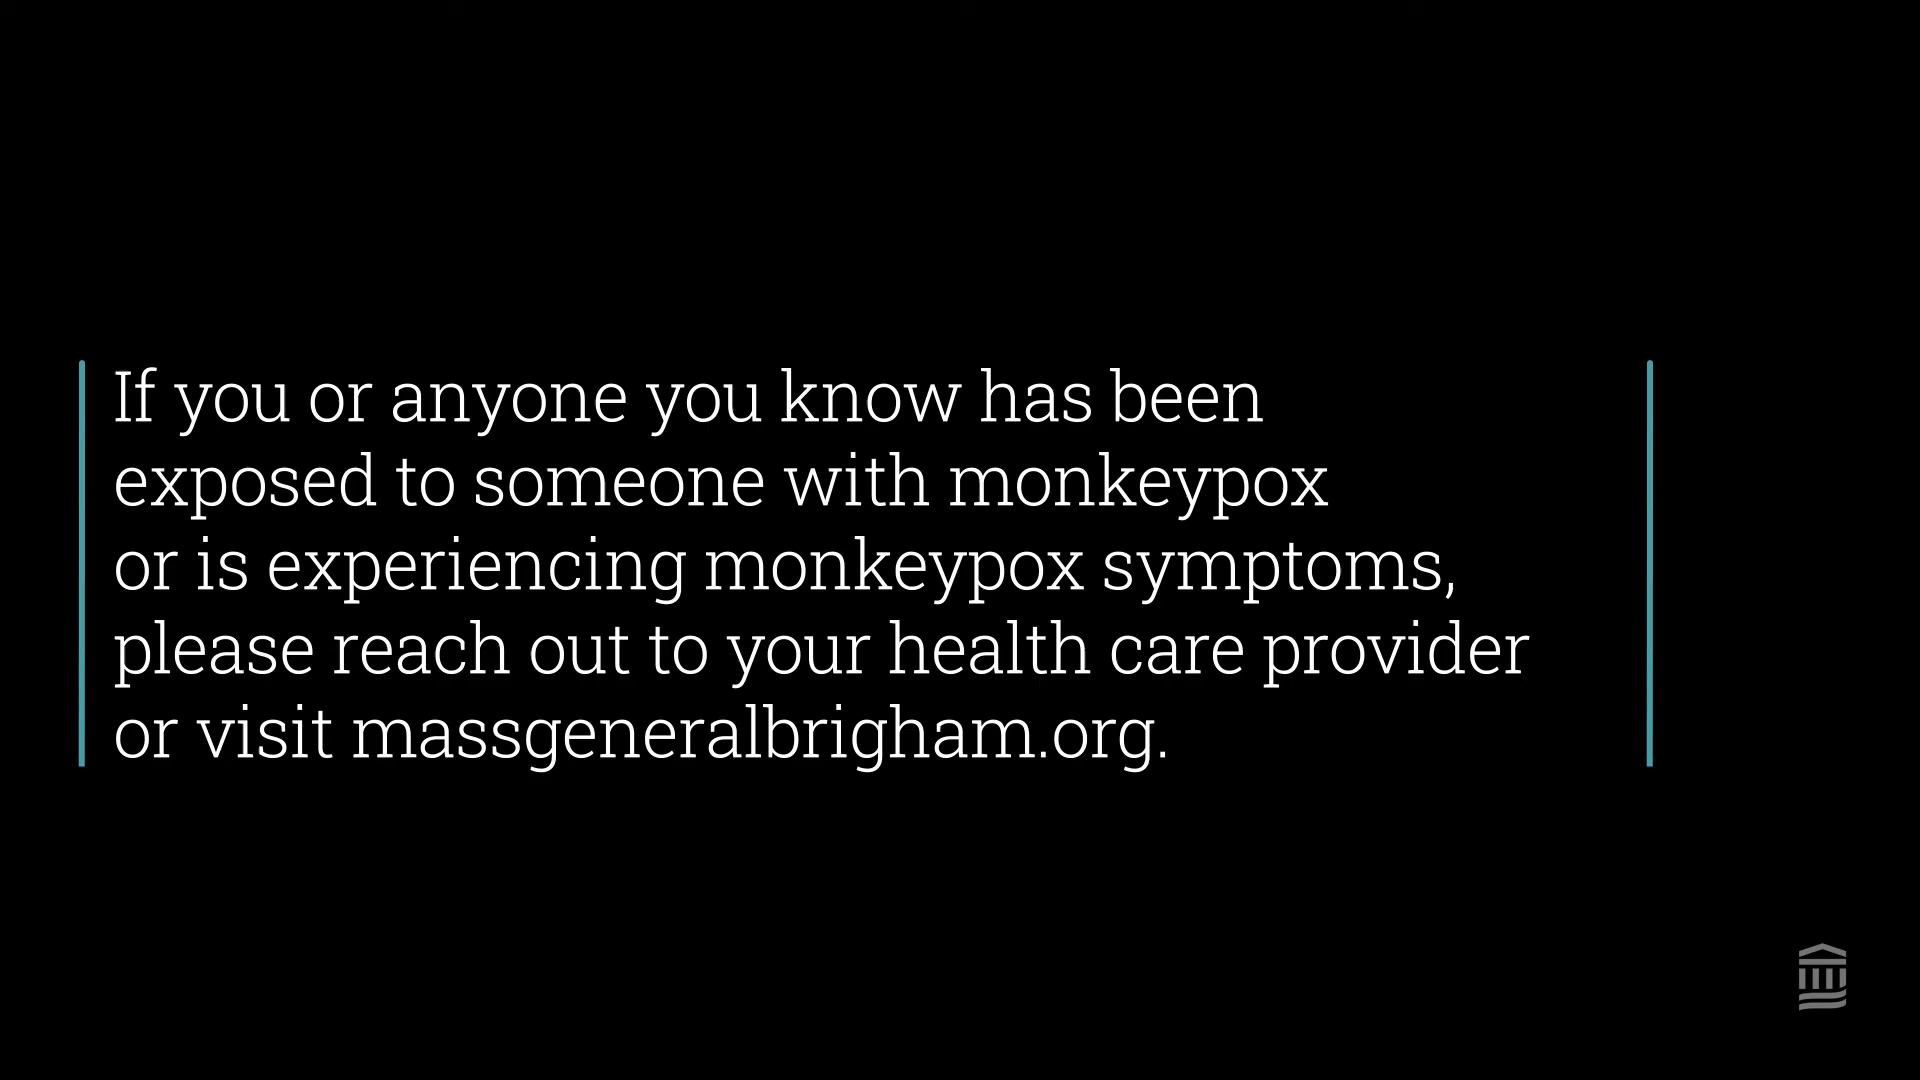 If you or anyone you know has been
exposed to someone with monkeypox
or is experiencing monkeypox symptoms,
please reach out to your health care provider
or visit massgeneralbrigham.org.